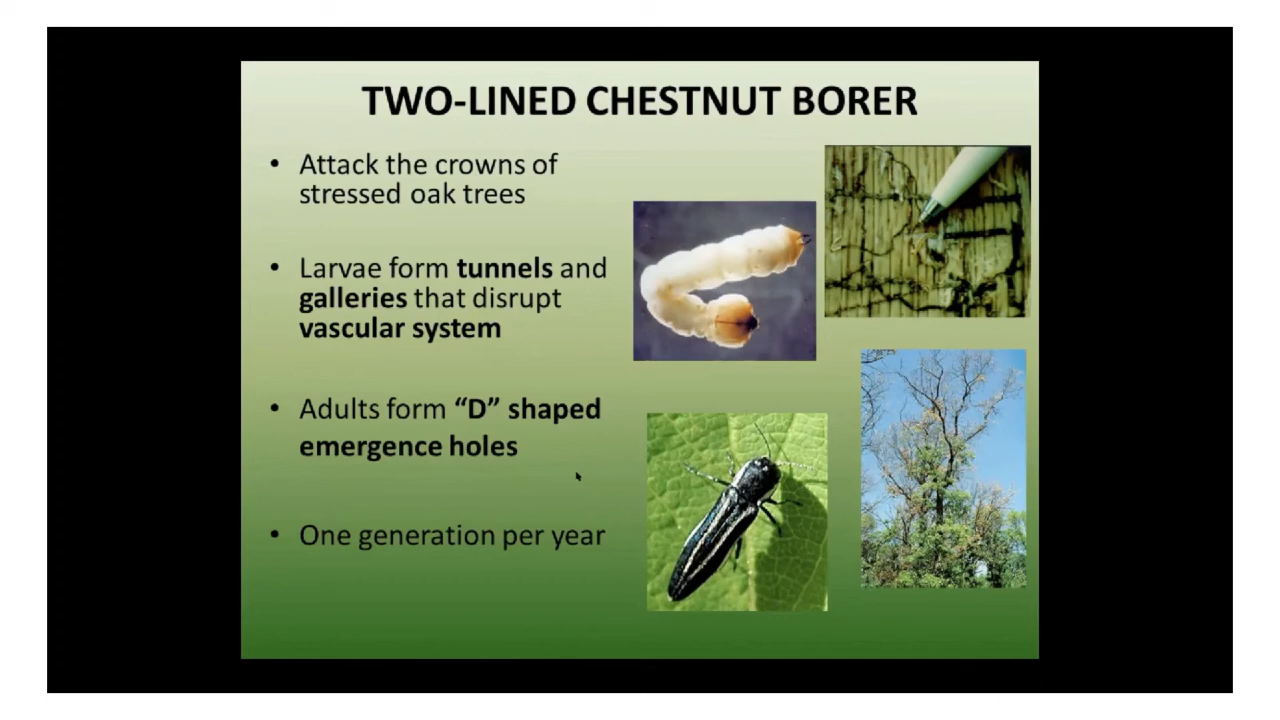 TWO-LINED CHESTNUT BORER
• Attack the crowns of
stressed oak trees
• Larvae form tunnels and
galleries that disrupt
vascular system
• Adults form “D” shaped
emergence holes
• One generation per year